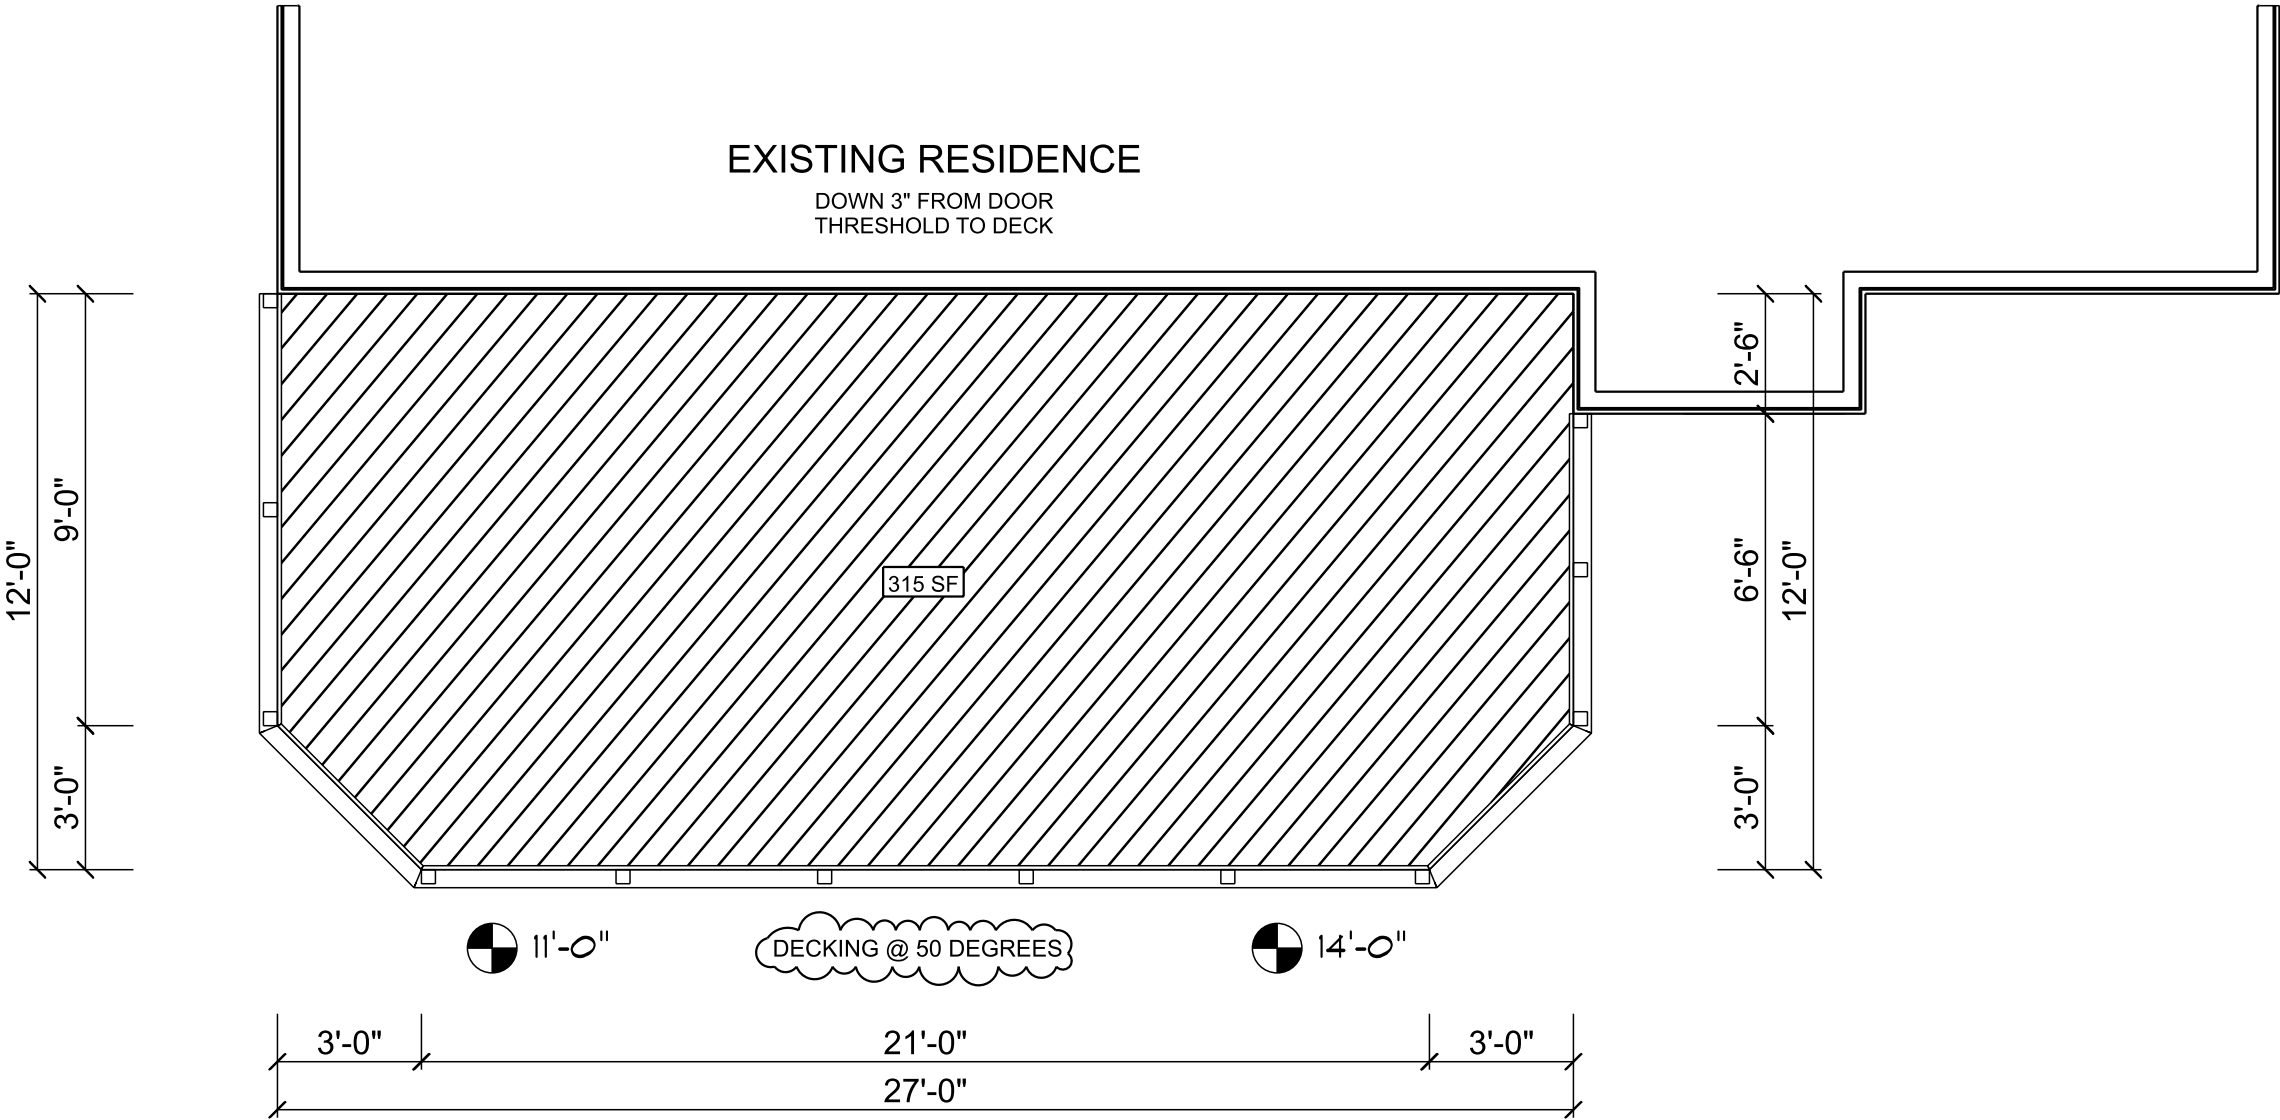 EXISTING RESIDENCE
DOWN 3" FROM DOOR
THRESHOLD TO DECK
12'-0"
9'-0"
3'-0"
2'-6"
6'-6"
12'-0"
3'-0"
315 SF
11'-0"
DECKING @ 50 DEGREES
14'-0"
3'-0"
21'-0"
3'-0"
27'-0"